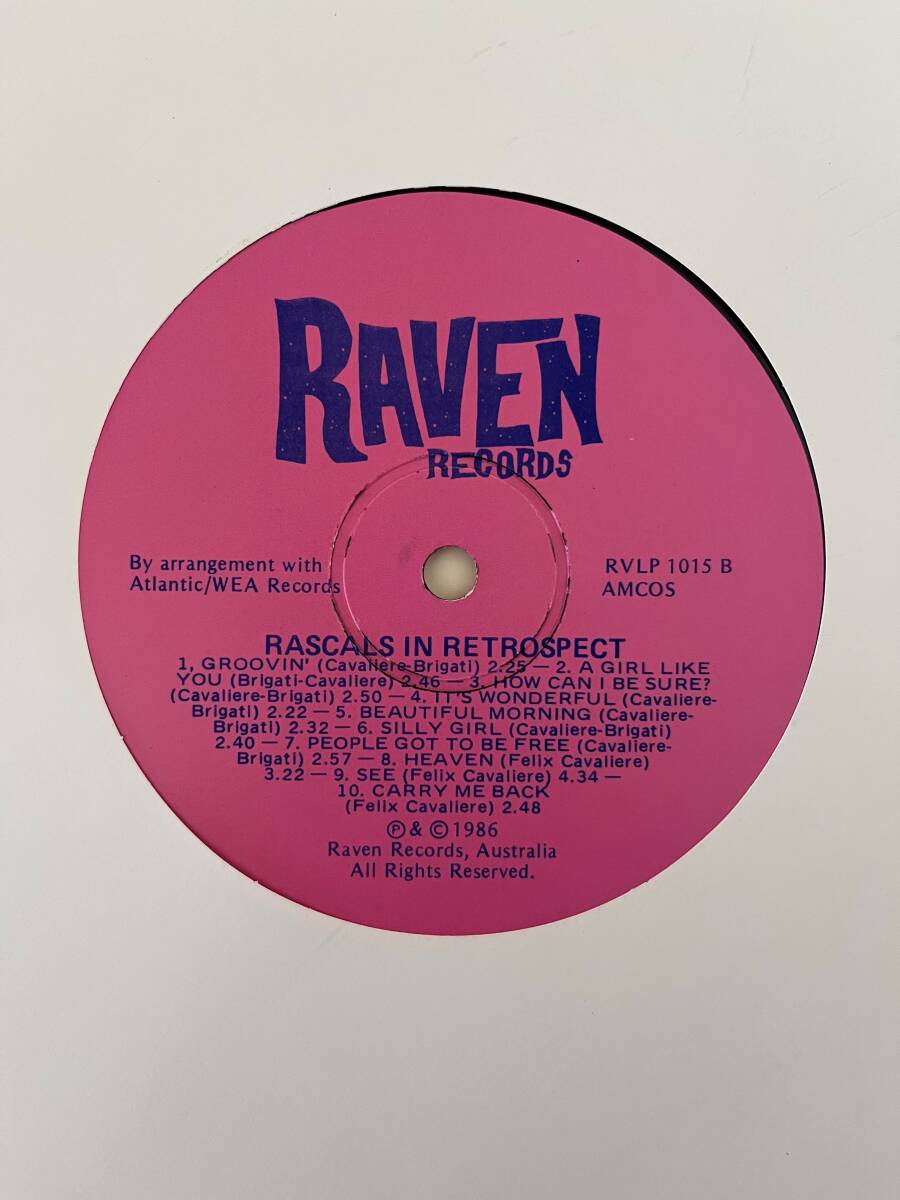 RAVEN
RECORDS
By arrangement with
Atlantic/WEA Records
RVLP 1015 B
AMCOS
RASCALS IN RETROSPECT
1, GROOVIN' (Cavaliere-Brigati) 2.25 — 2. A GIRL LIKE
YOU (Brigati-Cavaliere) 2.46 — 3. HOW CAN I BE SURE?
(Cavaliere-Brigati) 2.50 — 4. IT'S WONDERFUL (Cavaliere-
Brigati) 2.22 — 5. BEAUTIFUL MORNING (Cavaliere-
Brigati) 2.32 — 6. SILLY GIRL (Cavaliere-Brigati)
2.40 — 7. PEOPLE GOT TO BE FREE (Cavaliere-
Brigati) 2.57 — 8. HEAVEN (Felix Cavaliere)
3.22 — 9. SEE (Felix Cavaliere) 4.34 —
10. CARRY ME BACK
(Felix Cavaliere) 2.48
Ⓟ & © 1986
Raven Records, Australia
All Rights Reserved.